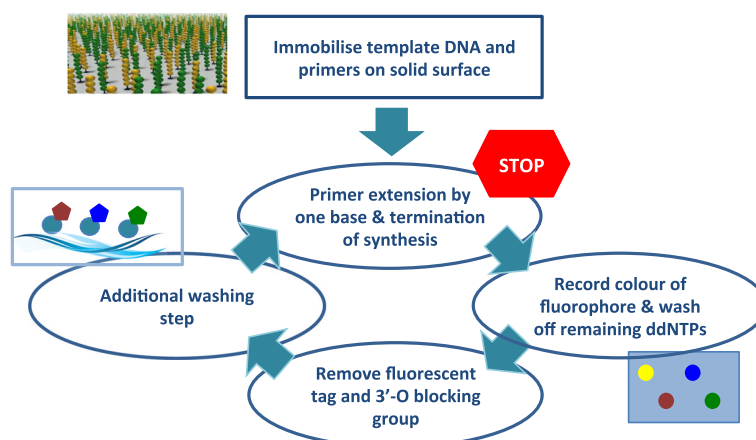 Immobilise template DNA and
primers on solid surface
STOP
Primer extension by
one base & termination
of synthesis
Record colour of
fluorophore & wash
off remaining ddNTPs
Remove fluorescent
tag and 3’-O blocking
group
Additional washing
step